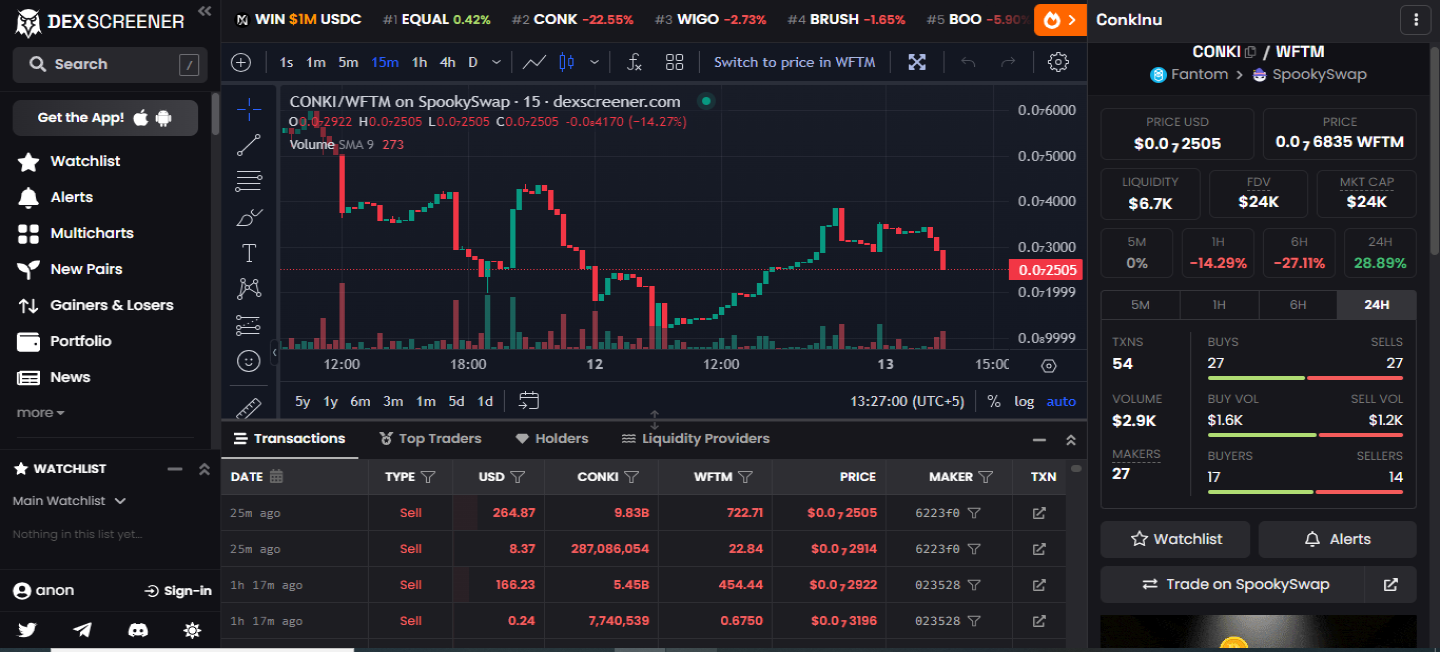 DEX SCREENER
Search /
Get the App!
Watchlist
Alerts
Multicharts
New Pairs
Gainers & Losers
Portfolio
News
more
WATCHLIST
Main Watchlist
Nothing in this list yet...
anon Sign-in
WIN $1M USDC #1 EQUAL 0.42% #2 CONK -22.55% #3 WIGO -2.73% #4 BRUSH -1.65% #5 BOO -5.90%
1s 1m 5m 15m 1h 4h D Switch to price in WFTM
CONKI/WFTM on SpookySwap · 15 · dexscreener.com
O0.0₇2922 H0.0₇2505 L0.0₇2505 C0.0₇2505 -0.0₈4170 (-14.27%)
Volume SMA 9 273
0.0₇6000
0.0₇5000
0.0₇4000
0.0₇3000
0.0₇2505
0.0₇1999
0.0₈9999
12:00 18:00 12 12:00 13 15:00
5y 1y 6m 3m 1m 5d 1d 13:27:00 (UTC+5) % log auto
Transactions Top Traders Holders Liquidity Providers
DATE TYPE USD CONKI WFTM PRICE MAKER TXN
25m ago Sell 264.87 9.83B 722.71 $0.0₇2505 6223f0
25m ago Sell 8.37 287,086,054 22.84 $0.0₇2914 6223f0
1h 17m ago Sell 166.23 5.45B 454.44 $0.0₇2922 023528
1h 17m ago Sell 0.24 7,740,539 0.6750 $0.0₇3196 023528
ConkInu
CONKI / WFTM
Fantom > SpookySwap
PRICE USD PRICE
$0.0₇2505 0.0₇6835 WFTM
LIQUIDITY FDV MKT CAP
$6.7K $24K $24K
5M 1H 6H 24H
0% -14.29% -27.11% 28.89%
5M 1H 6H 24H
TXNS BUYS SELLS
54 27 27
VOLUME BUY VOL SELL VOL
$2.9K $1.6K $1.2K
MAKERS BUYERS SELLERS
27 17 14
Watchlist Alerts
Trade on SpookySwap